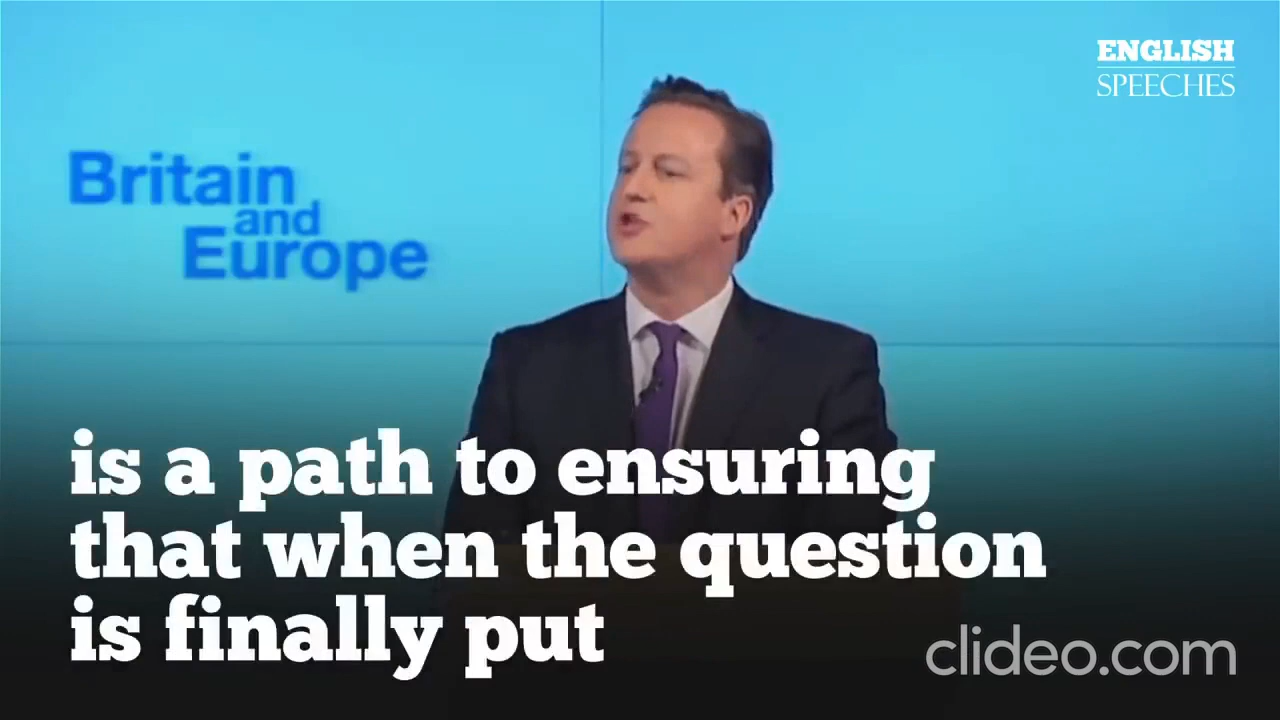 ENGLISH
SPEECHES
Britain
and
Europe
is a path to ensuring
that when the question
is finally put
clideo.com